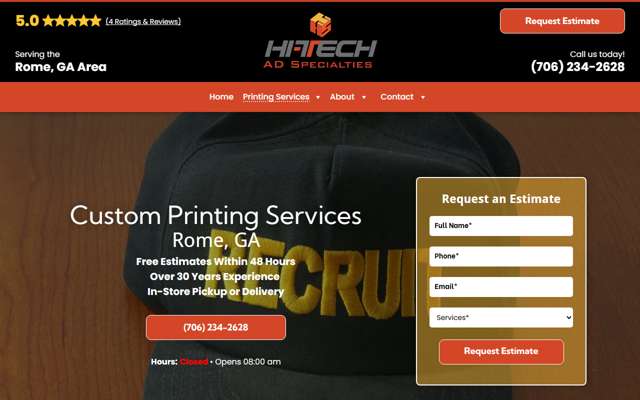 5.0 (4 Ratings & Reviews)
Serving the
Rome, GA Area
HI-TECH
AD SPECIALTIES
Request Estimate
Call us today!
(706) 234-2628
Home Printing Services About Contact
Custom Printing Services
Rome, GA
Free Estimates Within 48 Hours
Over 30 Years Experience
In-Store Pickup or Delivery
(706) 234-2628
Hours: Closed • Opens 08:00 am
RECRUIT
Request an Estimate
Full Name*
Phone*
Email*
Services*
Request Estimate